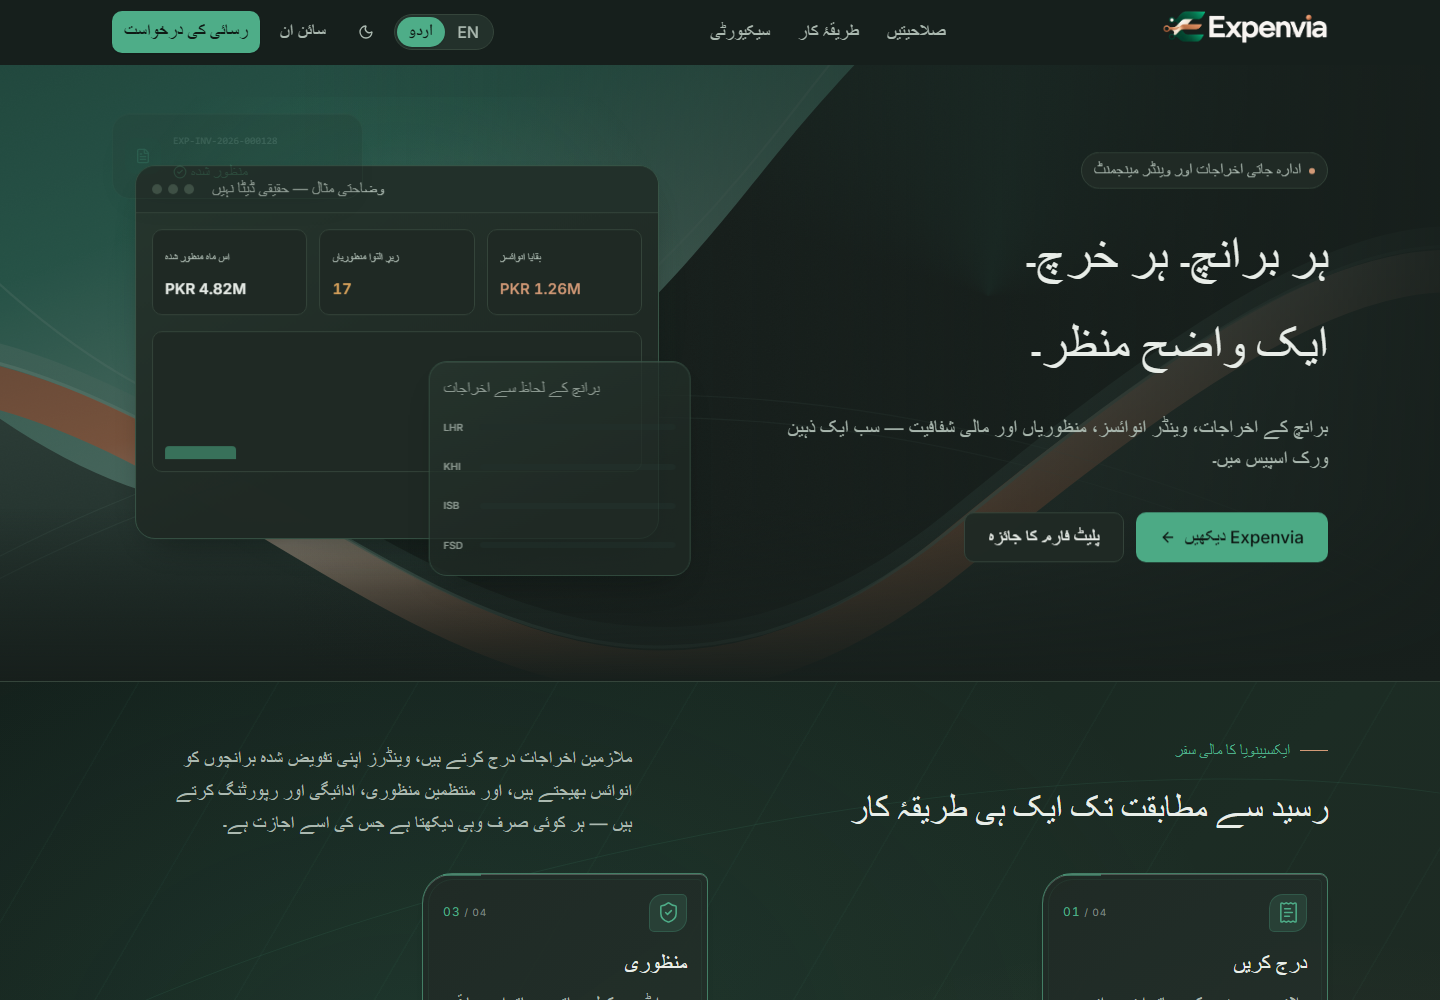 Expenvia
صلاحیتیں
طریقۂ کار
سیکیورٹی
EN
اردو
سائن ان
رسائی کی درخواست
ادارہ جاتی اخراجات اور وینڈر مینجمنٹ
ہر برانچ۔ ہر خرچ۔
ایک واضح منظر۔
برانچ کے اخراجات، وینڈر انوائسز، منظوریاں اور مالی شفافیت — سب ایک ذہین
ورک اسپیس میں۔
Expenvia دیکھیں
پلیٹ فارم کا جائزہ
EXP-INV-2026-000128
منظور شدہ
وضاحتی مثال — حقیقی ڈیٹا نہیں
بقایا انوائسز
PKR 1.26M
زیرِ التوا منظوریاں
17
اس ماہ منظور شدہ
PKR 4.82M
برانچ کے لحاظ سے اخراجات
LHR
KHI
ISB
FSD
ایکسپینویا کا مالی سفر
رسید سے مطابقت تک ایک ہی طریقۂ کار
ملازمین اخراجات درج کرتے ہیں، وینڈرز اپنی تفویض شدہ برانچوں کو
انوائس بھیجتے ہیں، اور منتظمین منظوری، ادائیگی اور رپورٹنگ کرتے
ہیں — ہر کوئی صرف وہی دیکھتا ہے جس کی اسے اجازت ہے۔
01 / 04
درج کریں
03 / 04
منظوری